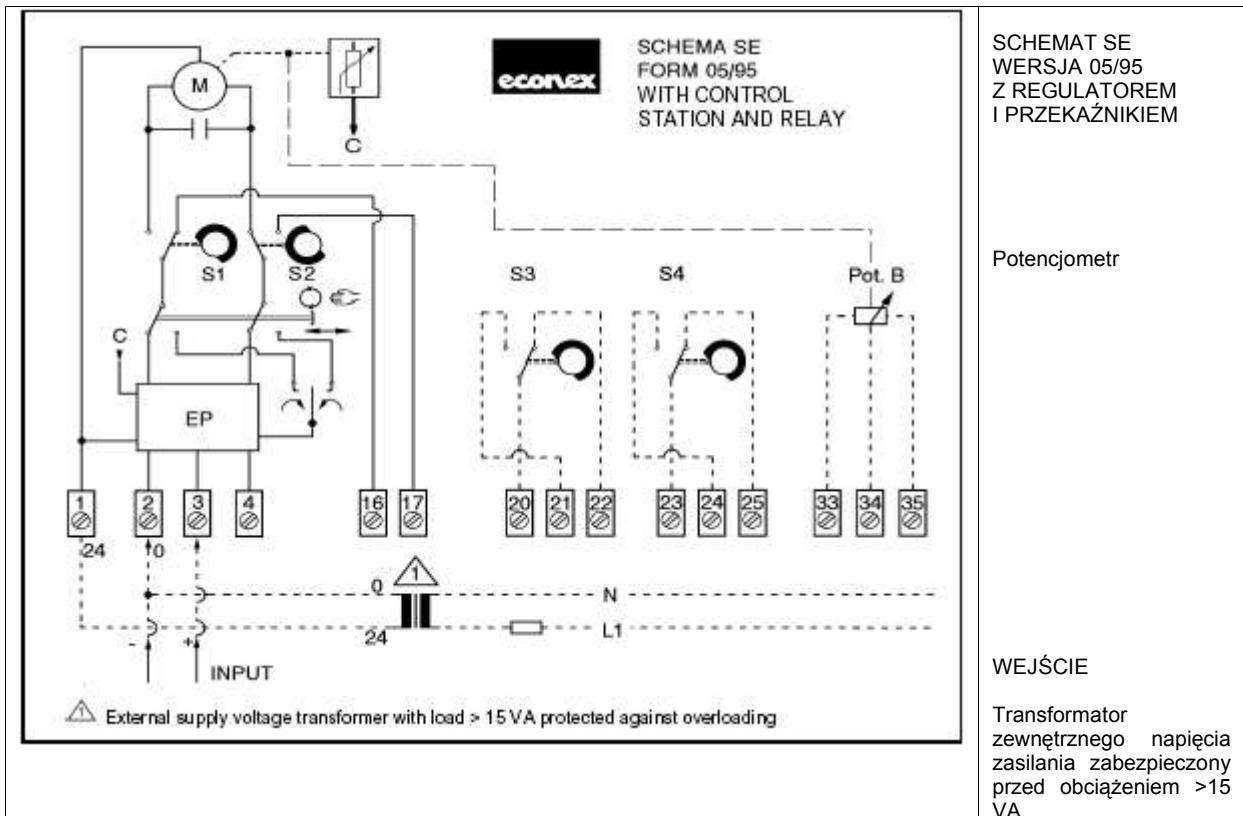 econex
SCHEMA SE
FORM 05/95
WITH CONTROL
STATION AND RELAY
M
C
S1
S2
S3
S4
Pot. B
C
EP
1
2
3
4
16
17
20
21
22
23
24
25
33
34
35
24
0
0
1
N
24
L1
-
+
INPUT
1 External supply voltage transformer with load > 15 VA protected against overloading
SCHEMAT SE
WERSJA 05/95
Z REGULATOREM
I PRZEKAŹNIKIEM
Potencjometr
WEJŚCIE
Transformator
zewnętrznego napięcia
zasilania zabezpieczony
przed obciążeniem >15
VA